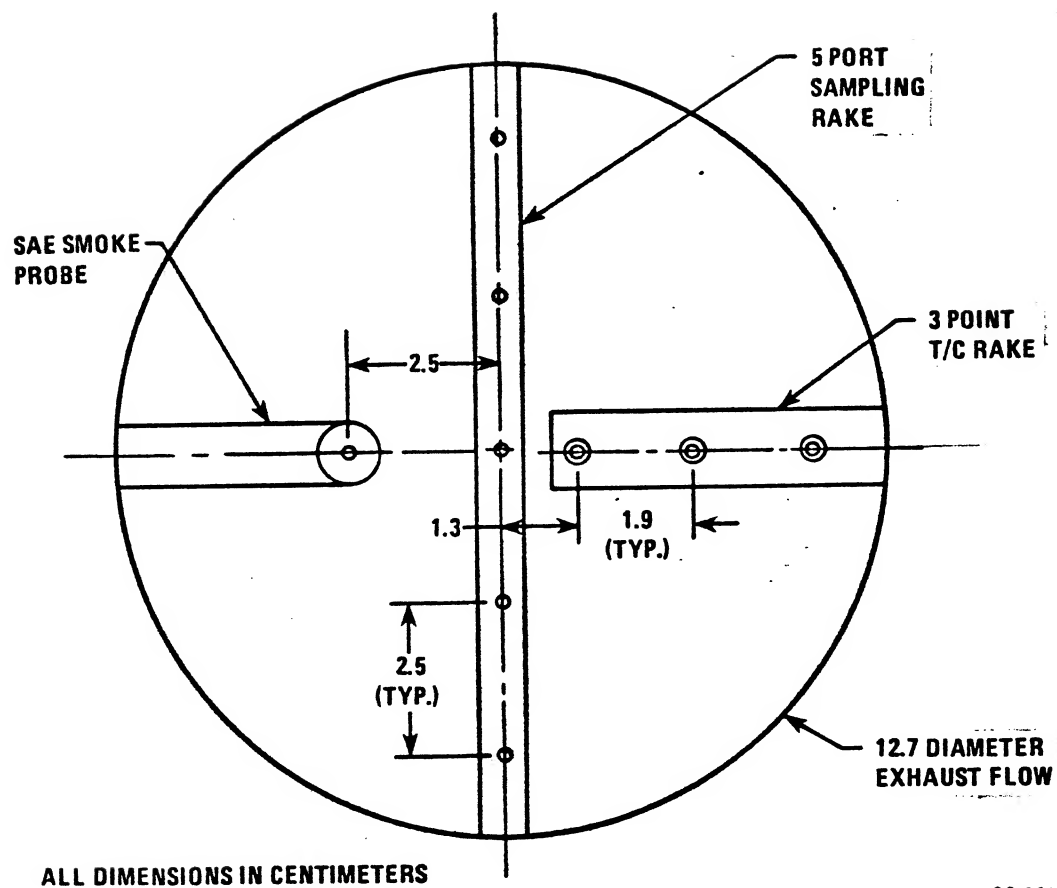 5 PORT
SAMPLING
RAKE
SAE SMOKE
PROBE
3 POINT
T/C RAKE
2.5
1.3
1.9
(TYP.)
2.5
(TYP.)
12.7 DIAMETER
EXHAUST FLOW
ALL DIMENSIONS IN CENTIMETERS